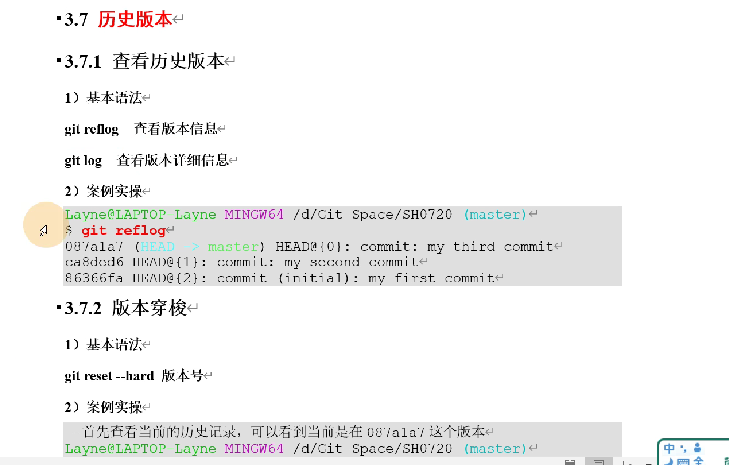 3.7 历史版本
3.7.1 查看历史版本
1）基本语法
git reflog 查看版本信息
git log 查看版本详细信息
2）案例实操
Layne@LAPTOP-Layne MINGW64 /d/Git-Space/SH0720 (master)
$ git reflog
087a1a7 (HEAD -> master) HEAD@{0}: commit: my third commit
ca8ded6 HEAD@{1}: commit: my second commit
86366fa HEAD@{2}: commit (initial): my first commit
3.7.2 版本穿梭
1）基本语法
git reset --hard 版本号
2）案例实操
首先查看当前的历史记录，可以看到当前是在 087a1a7 这个版本
Layne@LAPTOP-Layne MINGW64 /d/Git-Space/SH0720 (master)
中